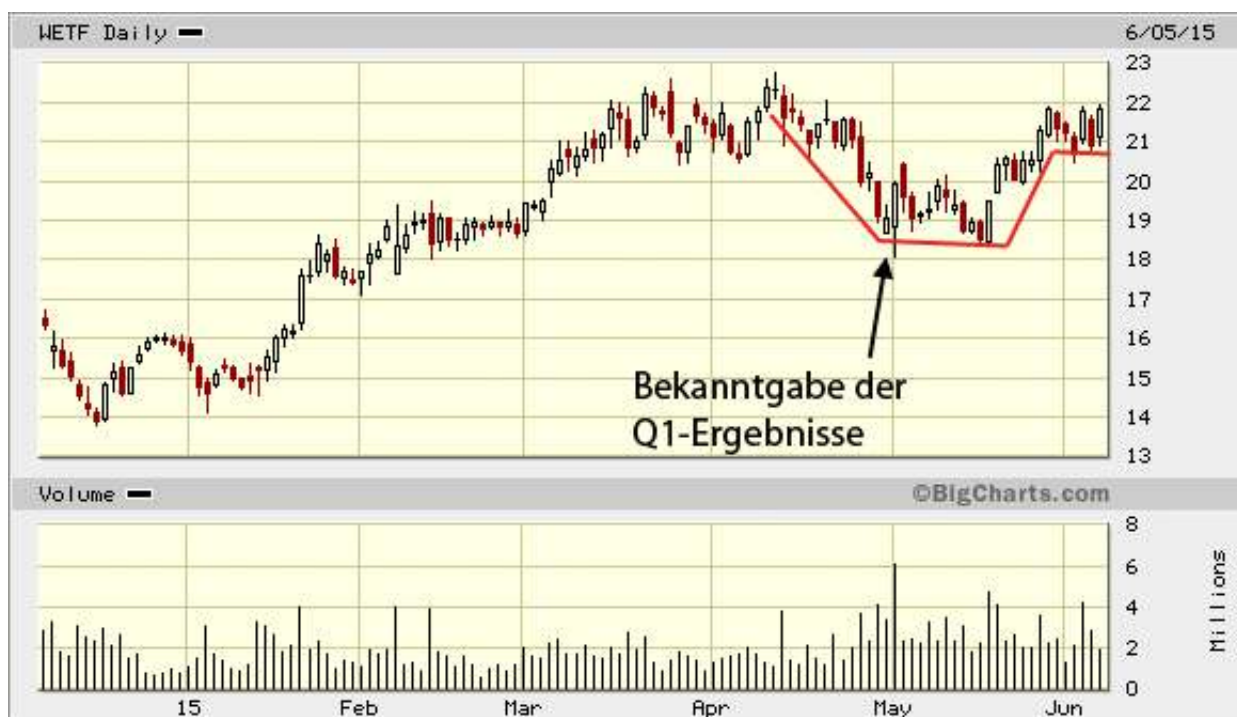 WETF Daily 6/05/15
23
22
21
20
19
18
17
16
15
14
13
Bekanntgabe der
Q1-Ergebnisse
Volume ©BigCharts.com
8
6
4
2
0
Millions
15 Feb Mar Apr May Jun